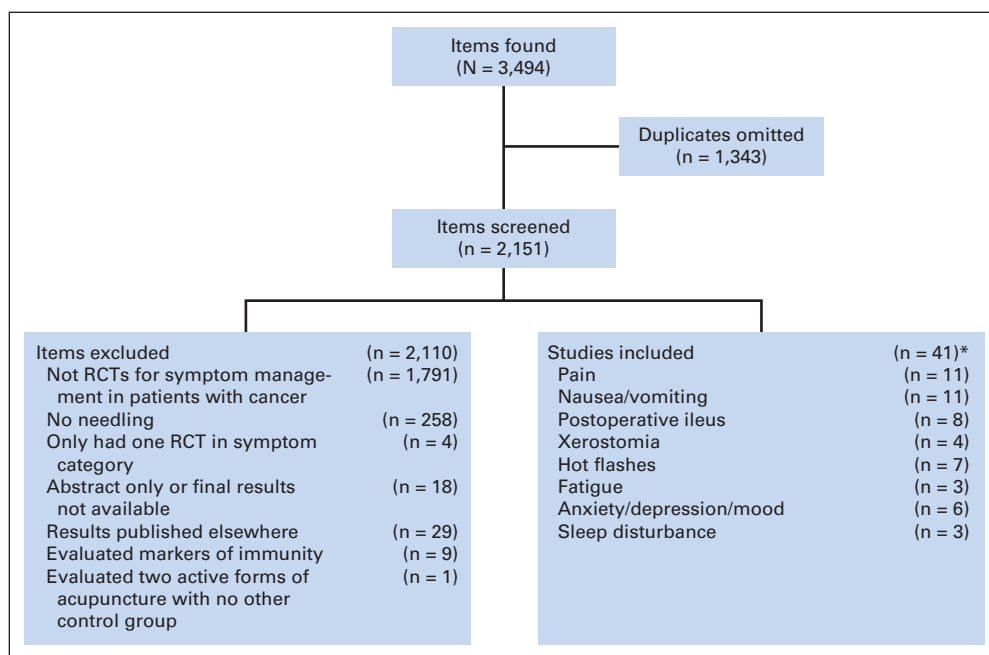 Items found
(N = 3,494)
Duplicates omitted
(n = 1,343)
Items screened
(n = 2,151)
Items excluded (n = 2,110)
Not RCTs for symptom manage- (n = 1,791)
ment in patients with cancer
No needling (n = 258)
Only had one RCT in symptom (n = 4)
category
Abstract only or final results (n = 18)
not available
Results published elsewhere (n = 29)
Evaluated markers of immunity (n = 9)
Evaluated two active forms of (n = 1)
acupuncture with no other
control group
Studies included (n = 41)*
Pain (n = 11)
Nausea/vomiting (n = 11)
Postoperative ileus (n = 8)
Xerostomia (n = 4)
Hot flashes (n = 7)
Fatigue (n = 3)
Anxiety/depression/mood (n = 6)
Sleep disturbance (n = 3)